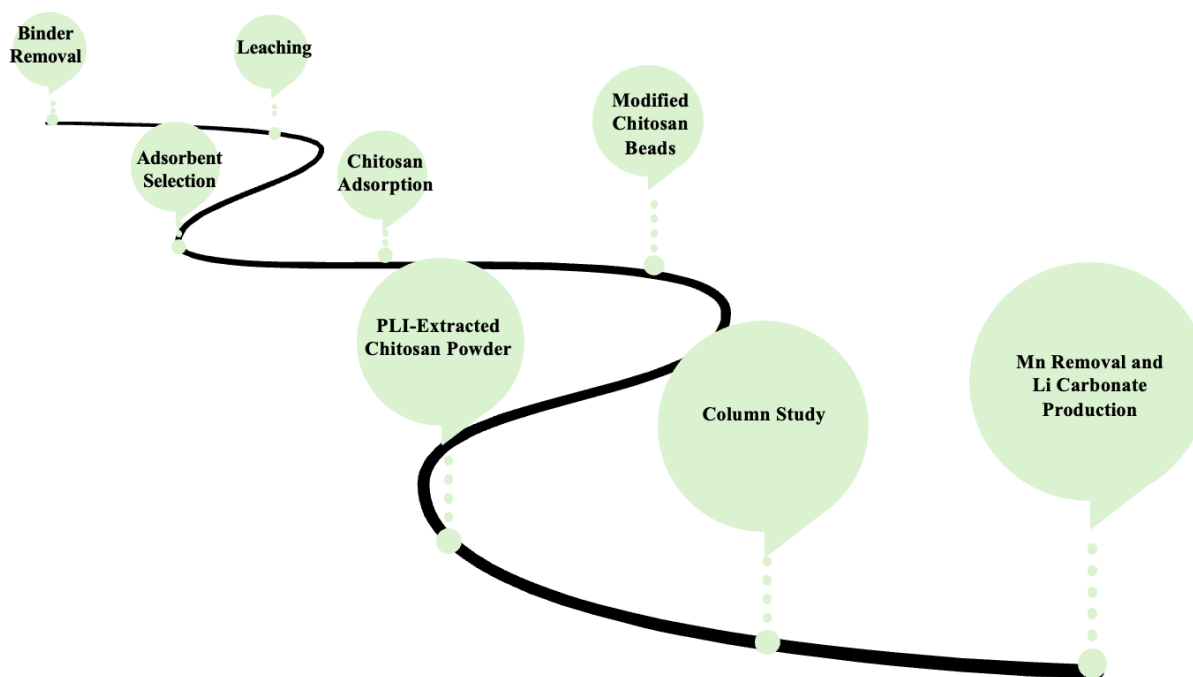 Binder
Removal
Leaching
Adsorbent
Selection
Chitosan
Adsorption
Modified
Chitosan
Beads
PLI-Extracted
Chitosan Powder
Column Study
Mn Removal and
Li Carbonate
Production